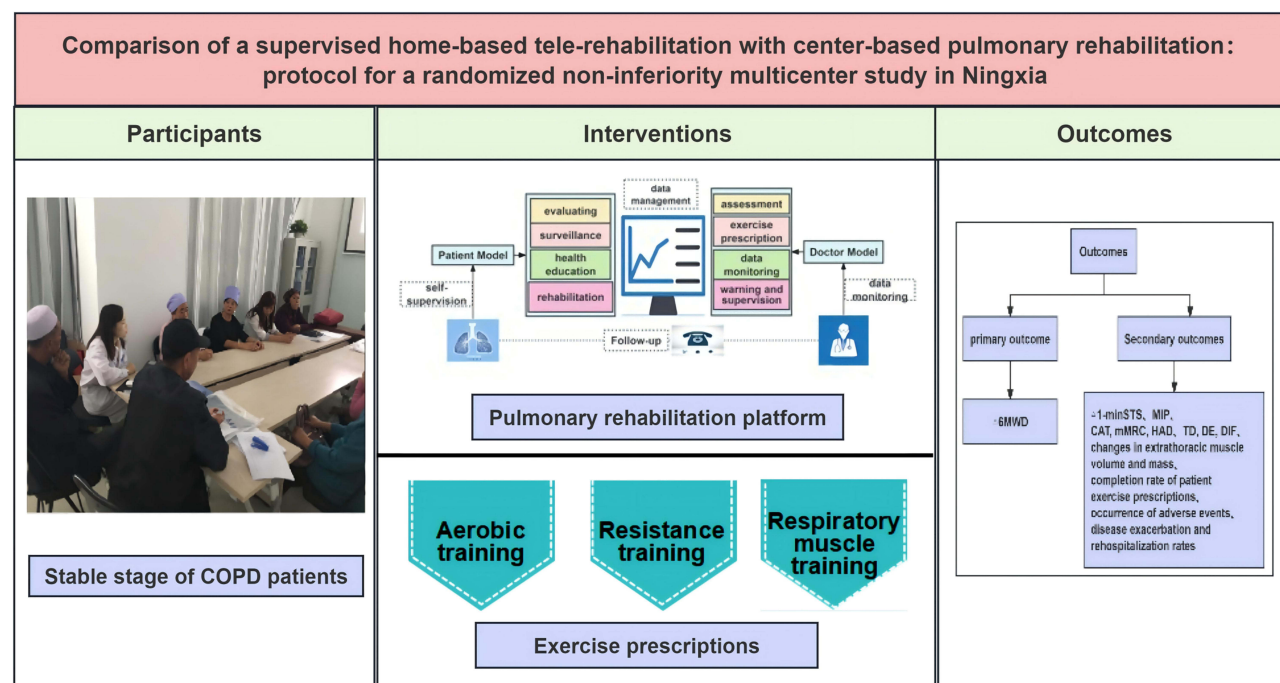 Comparison of a supervised home-based tele-rehabilitation with center-based pulmonary rehabilitation:
protocol for a randomized non-inferiority multicenter study in Ningxia
Participants
Stable stage of COPD patients
Interventions
data
management
evaluating
surveillance
health
education
rehabilitation
Patient Model
self-
supervision
assessment
exercise
prescription
data
monitoring
warning and
supervision
Doctor Model
data
monitoring
Follow-up
Pulmonary rehabilitation platform
Aerobic
training
Resistance
training
Respiratory
muscle
training
Exercise prescriptions
Outcomes
Outcomes
primary outcome
Secondary outcomes
6MWD
1-minSTS、MIP、
CAT, mMRC, HAD、TD, DE, DIF、
changes in extrathoracic muscle
volume and mass、
completion rate of patient
exercise prescriptions、
occurrence of adverse events、
disease exacerbation and
rehospitalization rates